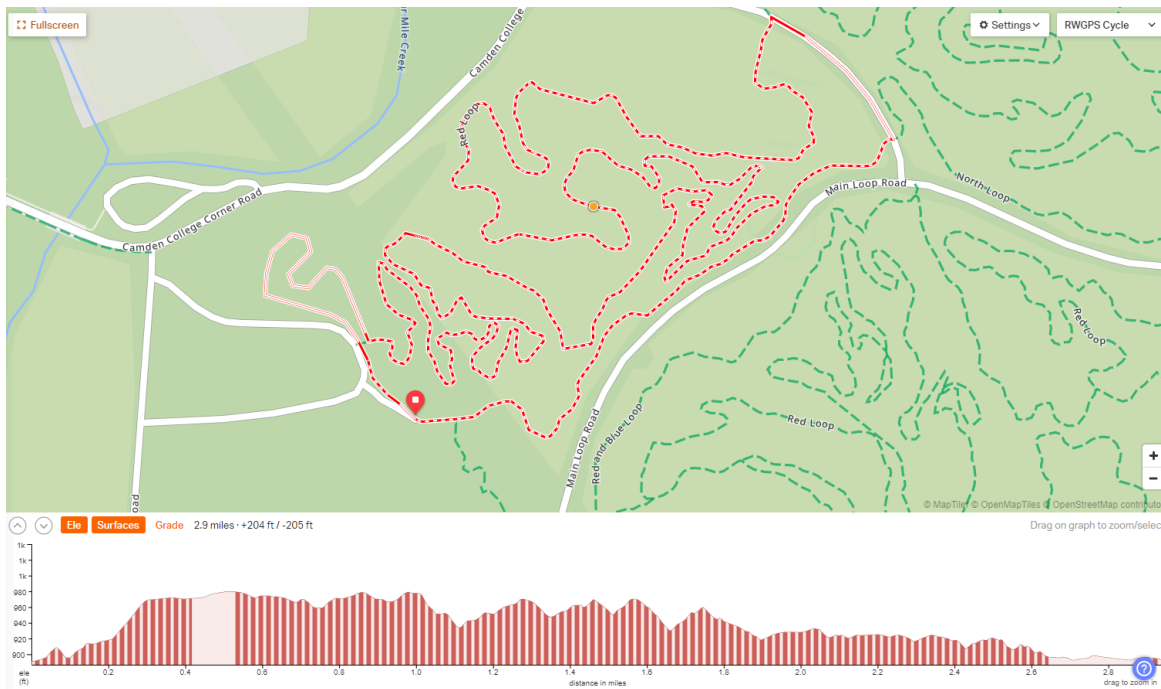 Fullscreen
Settings
RWGPS Cycle
r Mile Creek
Camden College
Red Loop
Camden College Corner Road
Main Loop Road
North Loop
Red Loop
Red Loop
Main Loop Road
Red and Blue Loop
oad
+
−
© MapTiler © OpenMapTiles © OpenStreetMap contributo
Ele Surfaces Grade 2.9 miles · +204 ft / -205 ft
Drag on graph to zoom/selec
1k
1k
1k
980
960
940
920
900
ele
(ft)
0.2 0.4 0.6 0.8 1.0 1.2 1.4 1.6 1.8 2.0 2.2 2.4 2.6 2.8
distance in miles
drag to zoom in
?